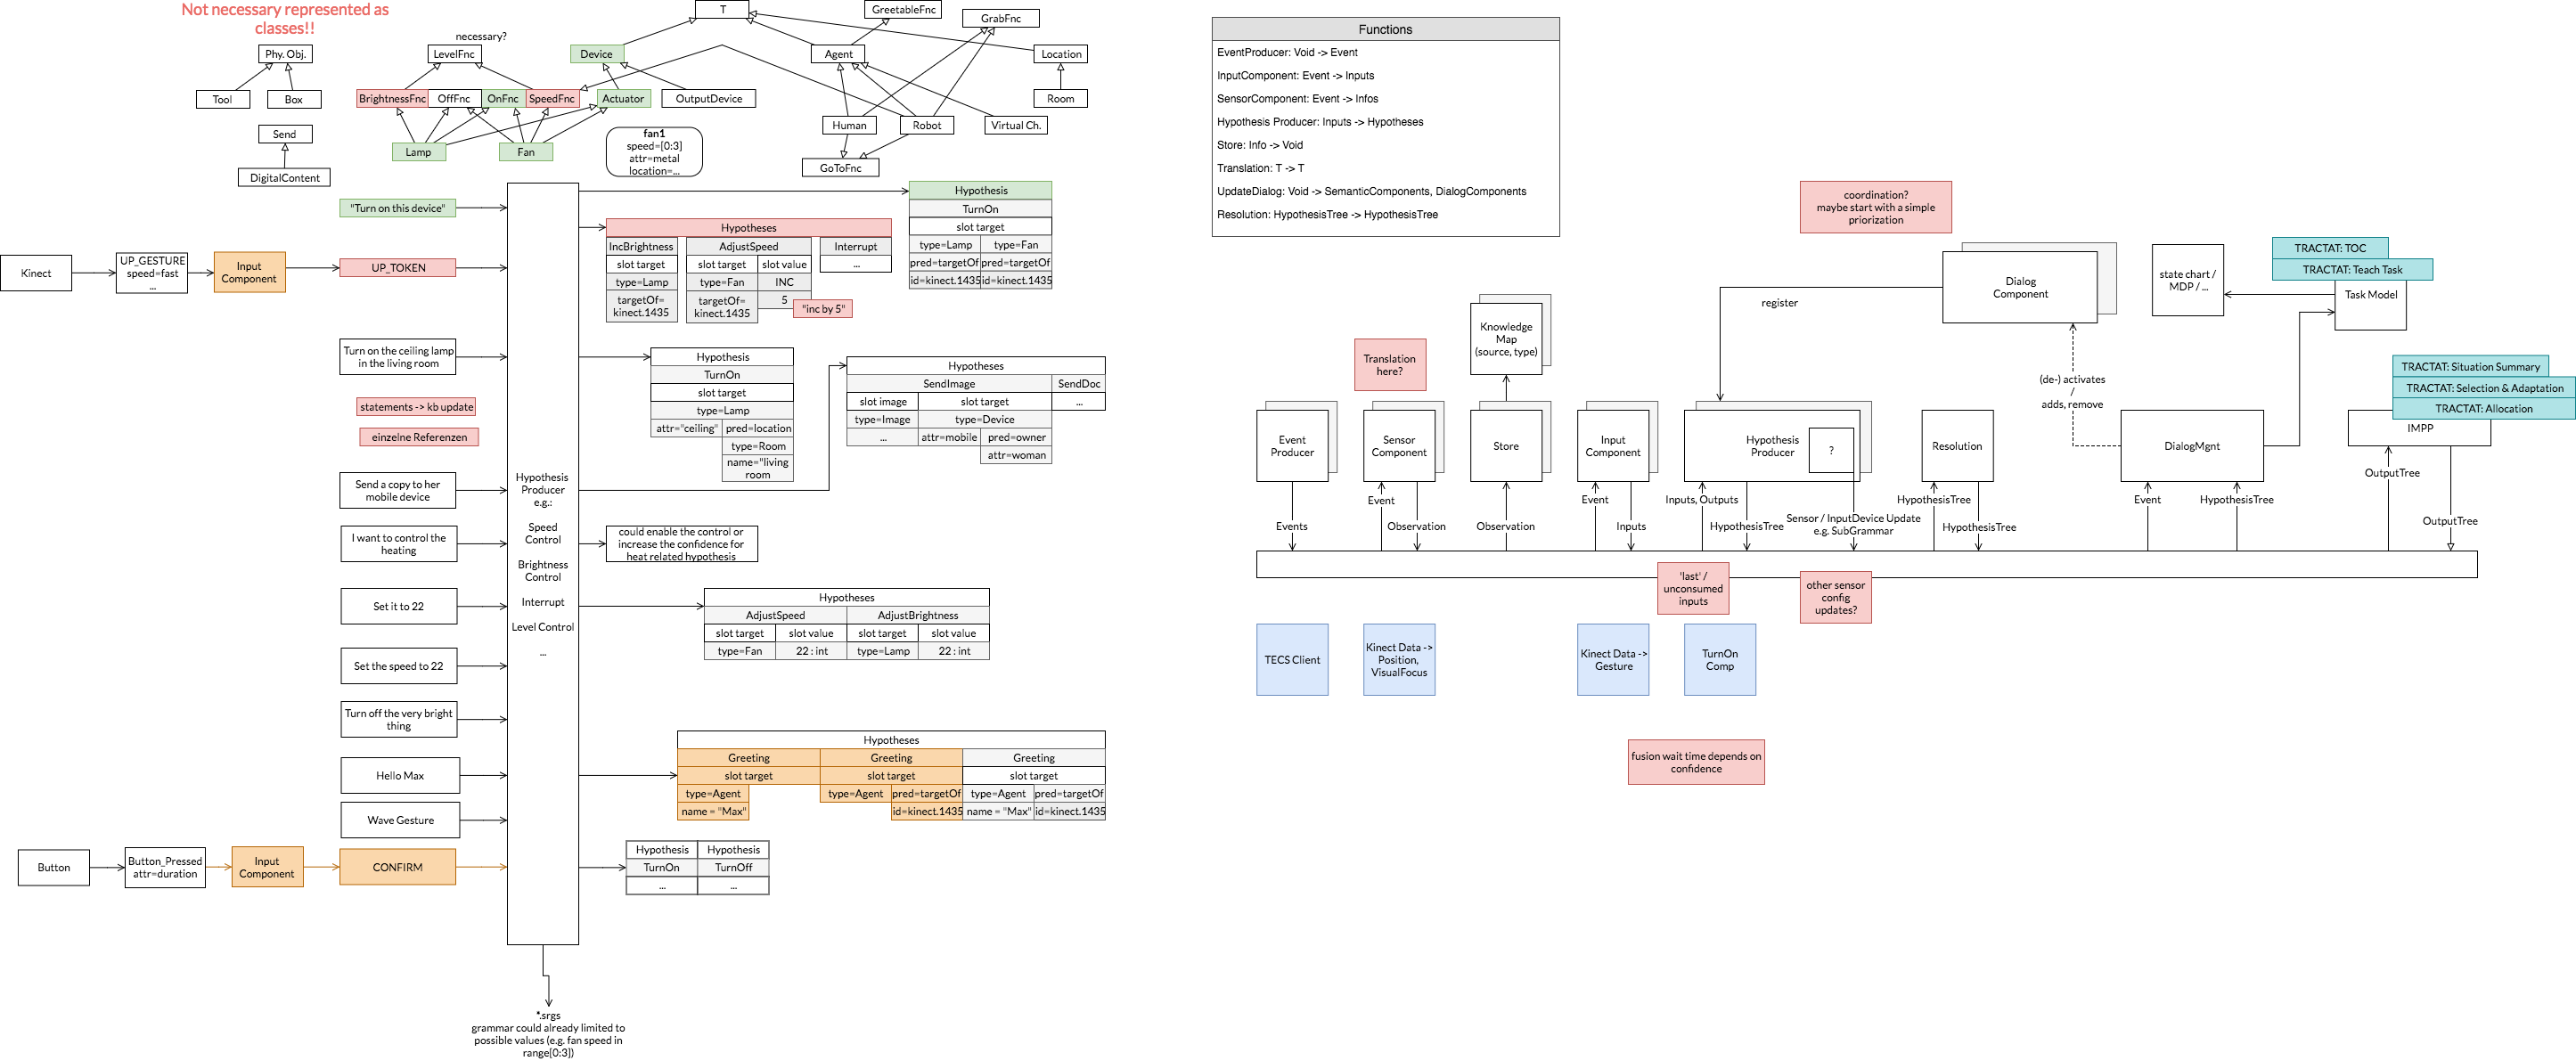 Not necessary represented as
classes!!
necessary?
T
GreetableFnc
GrabFnc
Phy. Obj.
LevelFnc
Device
Agent
Location
Tool
Box
BrightnessFnc
OffFnc
OnFnc
SpeedFnc
Actuator
OutputDevice
Room
Send
Human
Robot
Virtual Ch.
Lamp
Fan
fan1
speed=[0:3]
attr=metal
location=...
GoToFnc
DigitalContent
"Turn on this device"
Hypothesis
TurnOn
slot target
type=Lamp
type=Fan
pred=targetOf
pred=targetOf
id=kinect.1435
id=kinect.1435
Kinect
UP_GESTURE
speed=fast
...
Input
Component
UP_TOKEN
Hypotheses
IncBrightness
AdjustSpeed
Interrupt
slot target
slot target
slot value
...
type=Lamp
type=Fan
INC
targetOf=
kinect.1435
targetOf=
kinect.1435
5
"inc by 5"
Turn on the ceiling lamp
in the living room
Hypothesis
TurnOn
slot target
type=Lamp
attr="ceiling"
pred=location
type=Room
name="living
room
Hypotheses
SendImage
SendDoc
slot image
slot target
...
type=Image
type=Device
...
attr=mobile
pred=owner
attr=woman
statements -> kb update
einzelne Referenzen
Send a copy to her
mobile device
Hypothesis
Producer
e.g.:
Speed
Control
Brightness
Control
Interrupt
Level Control
...
I want to control the
heating
could enable the control or
increase the confidence for
heat related hypothesis
Set it to 22
Hypotheses
AdjustSpeed
AdjustBrightness
slot target
slot value
slot target
slot value
type=Fan
22 : int
type=Lamp
22 : int
Set the speed to 22
Turn off the very bright
thing
Hello Max
Hypotheses
Greeting
Greeting
Greeting
slot target
slot target
slot target
type=Agent
type=Agent
pred=targetOf
type=Agent
pred=targetOf
name = "Max"
id=kinect.1435
name = "Max"
id=kinect.1435
Wave Gesture
Button
Button_Pressed
attr=duration
Input
Component
CONFIRM
Hypothesis
Hypothesis
TurnOn
TurnOff
...
...
*.srgs
grammar could already limited to
possible values (e.g. fan speed in
range[0:3])
Functions
EventProducer: Void -> Event
InputComponent: Event -> Inputs
SensorComponent: Event -> Infos
Hypothesis Producer: Inputs -> Hypotheses
Store: Info -> Void
Translation: T -> T
UpdateDialog: Void -> SemanticComponents, DialogComponents
Resolution: HypothesisTree -> HypothesisTree
coordination?
maybe start with a simple
priorization
Dialog
Component
register
state chart /
MDP / ...
TRACTAT: TOC
TRACTAT: Teach Task
Task Model
Knowledge
Map
(source, type)
Translation
here?
(de-) activates
/
adds, remove
TRACTAT: Situation Summary
TRACTAT: Selection & Adaptation
TRACTAT: Allocation
IMPP
Event
Producer
Sensor
Component
Store
Input
Component
Hypothesis
Producer
?
Resolution
DialogMgnt
Events
Event
Observation
Observation
Event
Inputs
Inputs, Outputs
HypothesisTree
Sensor / InputDevice Update
e.g. SubGrammar
HypothesisTree
HypothesisTree
Event
HypothesisTree
OutputTree
OutputTree
'last' /
unconsumed
inputs
other sensor
config
updates?
TECS Client
Kinect Data ->
Position,
VisualFocus
Kinect Data ->
Gesture
TurnOn
Comp
fusion wait time depends on
confidence